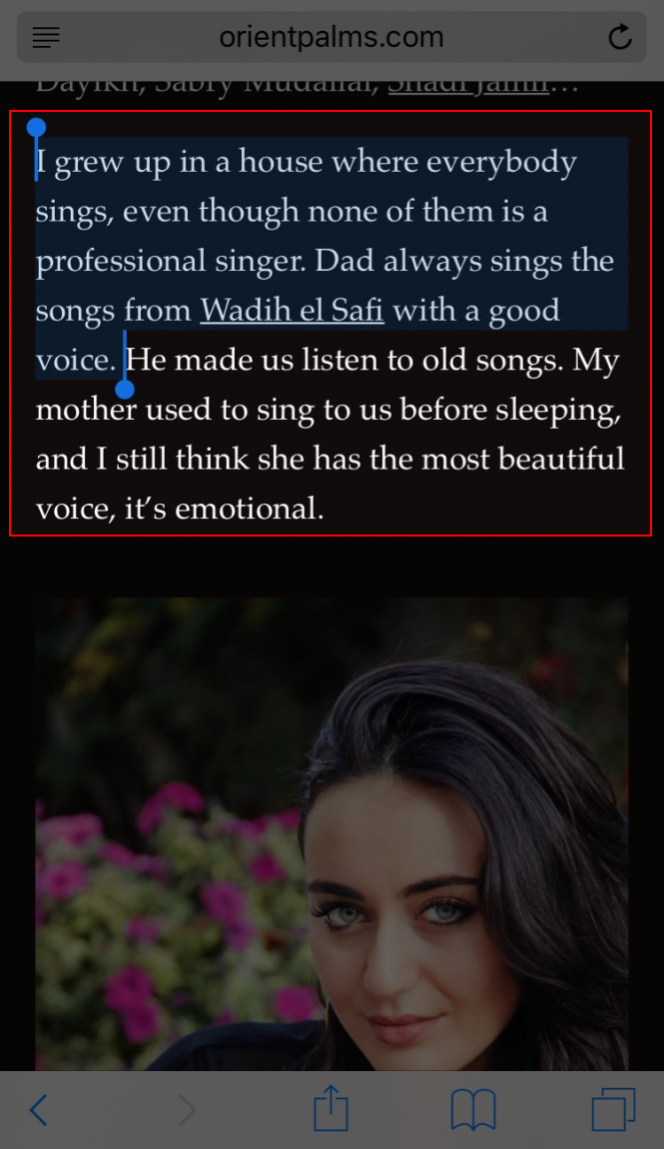 orientpalms.com
Dayikh, Sabry Mudallal, Shadi Jamil…
I grew up in a house where everybody
sings, even though none of them is a
professional singer. Dad always sings the
songs from Wadih el Safi with a good
voice. He made us listen to old songs. My
mother used to sing to us before sleeping,
and I still think she has the most beautiful
voice, it’s emotional.